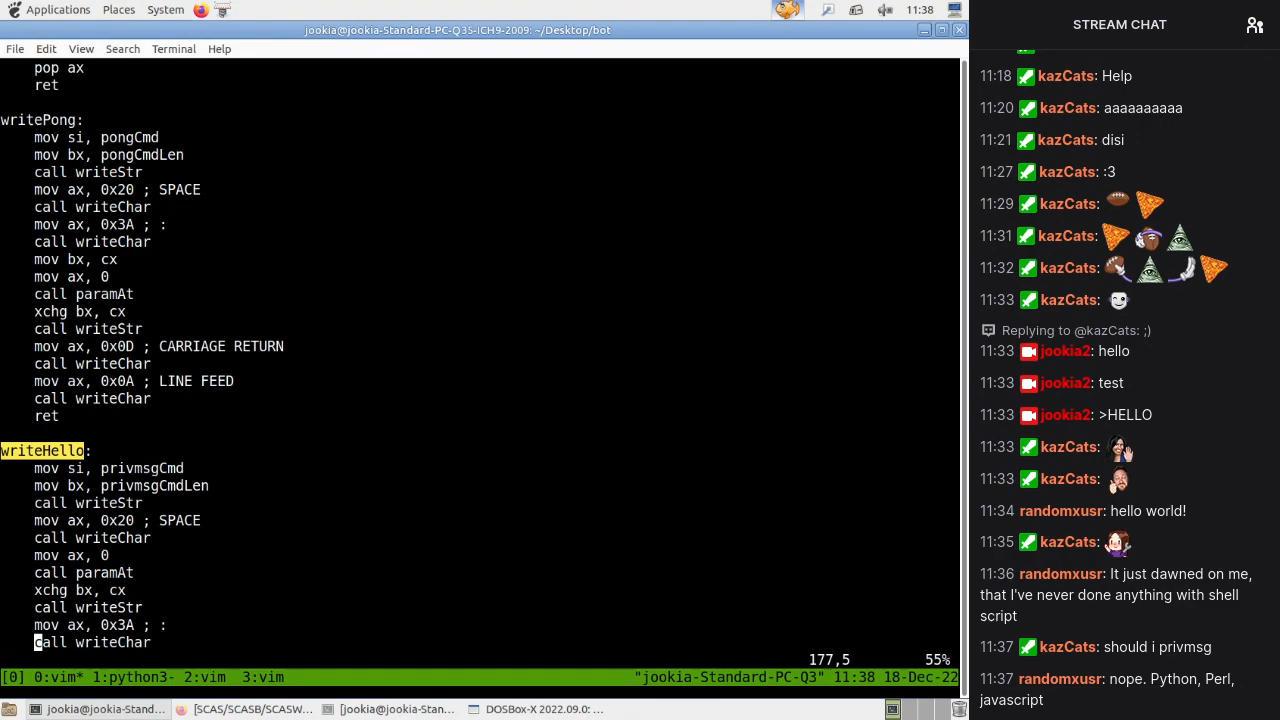 Applications Places System 11:38
jookia@jookia-Standard-PC-Q35-ICH9-2009: ~/Desktop/bot
File Edit View Search Terminal Help
pop ax
ret
writePong:
mov si, pongCmd
mov bx, pongCmdLen
call writeStr
mov ax, 0x20 ; SPACE
call writeChar
mov ax, 0x3A ; :
call writeChar
mov bx, cx
mov ax, 0
call paramAt
xchg bx, cx
call writeStr
mov ax, 0x0D ; CARRIAGE RETURN
call writeChar
mov ax, 0x0A ; LINE FEED
call writeChar
ret
writeHello:
mov si, privmsgCmd
mov bx, privmsgCmdLen
call writeStr
mov ax, 0x20 ; SPACE
call writeChar
mov ax, 0
call paramAt
xchg bx, cx
call writeStr
mov ax, 0x3A ; :
call writeChar
177,5 55%
[0] 0:vim* 1:python3- 2:vim 3:vim "jookia-Standard-PC-Q3" 11:38 18-Dec-22
jookia@jookia-Stand... [SCAS/SCASB/SCASW... [jookia@jookia-Stand... DOSBox-X 2022.09.0: ...
STREAM CHAT
11:18 kazCats: Help
11:20 kazCats: aaaaaaaaaa
11:21 kazCats: disi
11:27 kazCats: :3
11:29 kazCats:
11:31 kazCats:
11:32 kazCats:
11:33 kazCats:
Replying to @kazCats: ;)
11:33 jookia2: hello
11:33 jookia2: test
11:33 jookia2: >HELLO
11:33 kazCats:
11:33 kazCats:
11:34 randomxusr: hello world!
11:35 kazCats:
11:36 randomxusr: It just dawned on me,
that I've never done anything with shell
script
11:37 kazCats: should i privmsg
11:37 randomxusr: nope. Python, Perl,
javascript